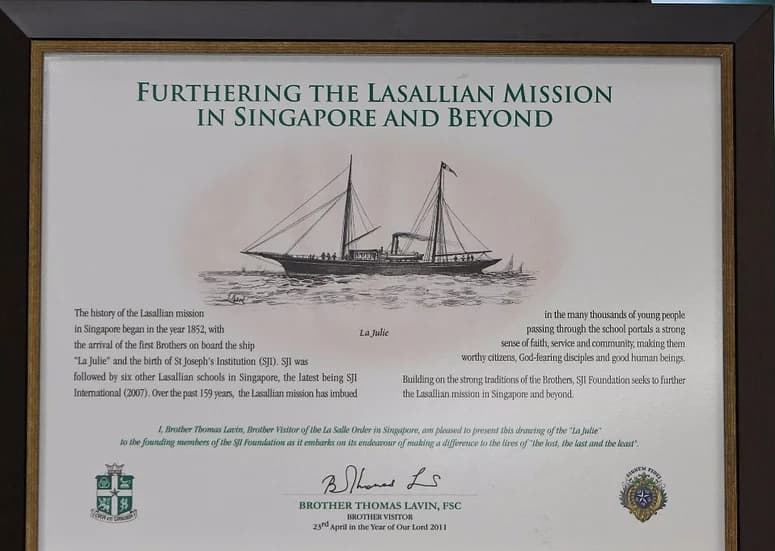 FURTHERING THE LASALLIAN MISSION
IN SINGAPORE AND BEYOND
The history of the Lasallian mission
in Singapore began in the year 1852, with
the arrival of the first Brothers on board the ship
"La Julie" and the birth of St Joseph's Institution (SJI). SJI was
followed by six other Lasallian schools in Singapore, the latest being SJI
International (2007). Over the past 159 years, the Lasallian mission has imbued
La Julie
in the many thousands of young people
passing through the school portals a strong
sense of faith, service and community, making them
worthy citizens, God-fearing disciples and good human beings.
Building on the strong traditions of the Brothers, SJI Foundation seeks to further
the Lasallian mission in Singapore and beyond.
I, Brother Thomas Lavin, Brother Visitor of the La Salle Order in Singapore, am pleased to present this drawing of the "La Julie"
to the founding members of the SJI Foundation as it embarks on its endeavour of making a difference to the lives of "the lost, the last and the least".
BROTHER THOMAS LAVIN, FSC
BROTHER VISITOR
23rd April in the Year of Our Lord 2011
SIGNUM FIDEI